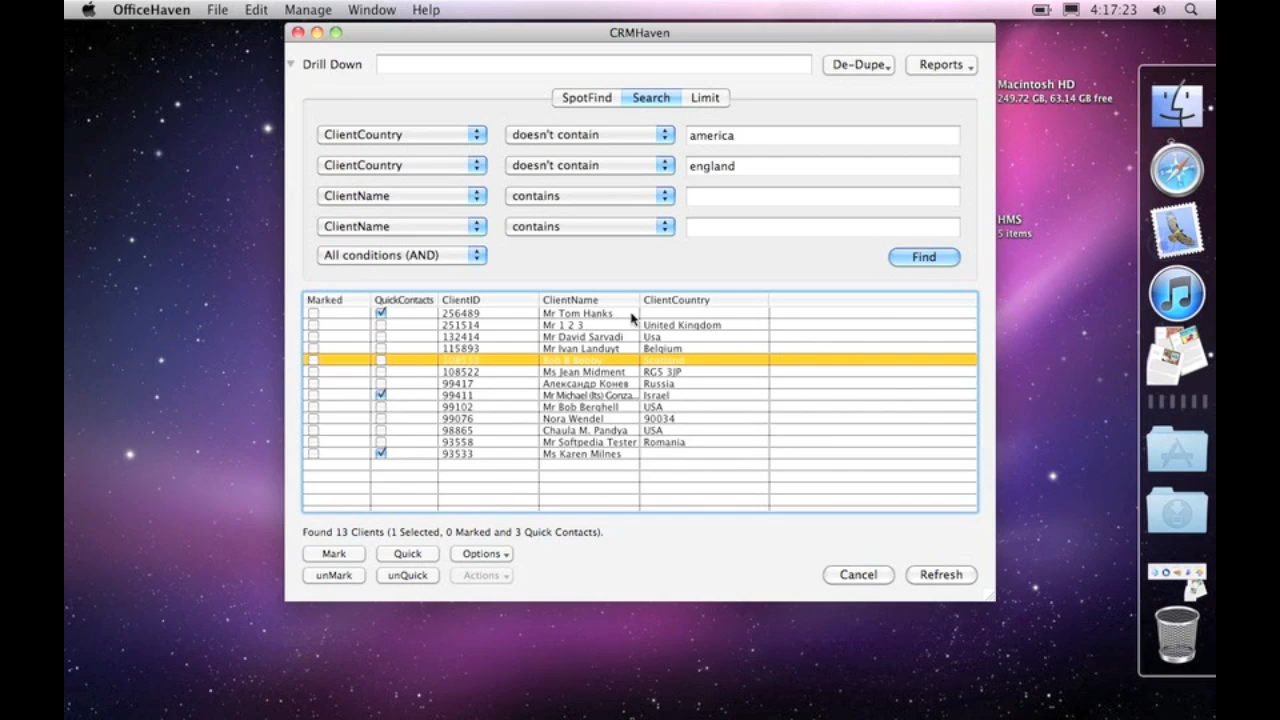 OfficeHaven File Edit Manage Window Help 4:17:23
CRMHaven
Drill Down De-Dupe Reports
Macintosh HD
249.72 GB, 63.14 GB free
SpotFind Search Limit
ClientCountry doesn't contain america
ClientCountry doesn't contain england
ClientName contains
HMS
5 items
ClientName contains
All conditions (AND) Find
Marked QuickContacts ClientID ClientName ClientCountry
256489 Mr Tom Hanks
251514 Mr 1 2 3 United Kingdom
132414 Mr David Sarvadi Usa
115893 Mr Ivan Landuyt Belgium
Scotland
108522 Ms Jean Midment RG5 3JP
99417 Александр Конев Russia
99411 Mr Michael (Its) Gonza... Israel
99102 Mr Bob Berghell USA
99076 Nora Wendel 90034
98865 Chaula M. Pandya USA
93558 Mr Softpedia Tester Romania
93533 Ms Karen Milnes
Found 13 Clients (1 Selected, 0 Marked and 3 Quick Contacts).
Mark Quick Options
unMark unQuick Actions Cancel Refresh